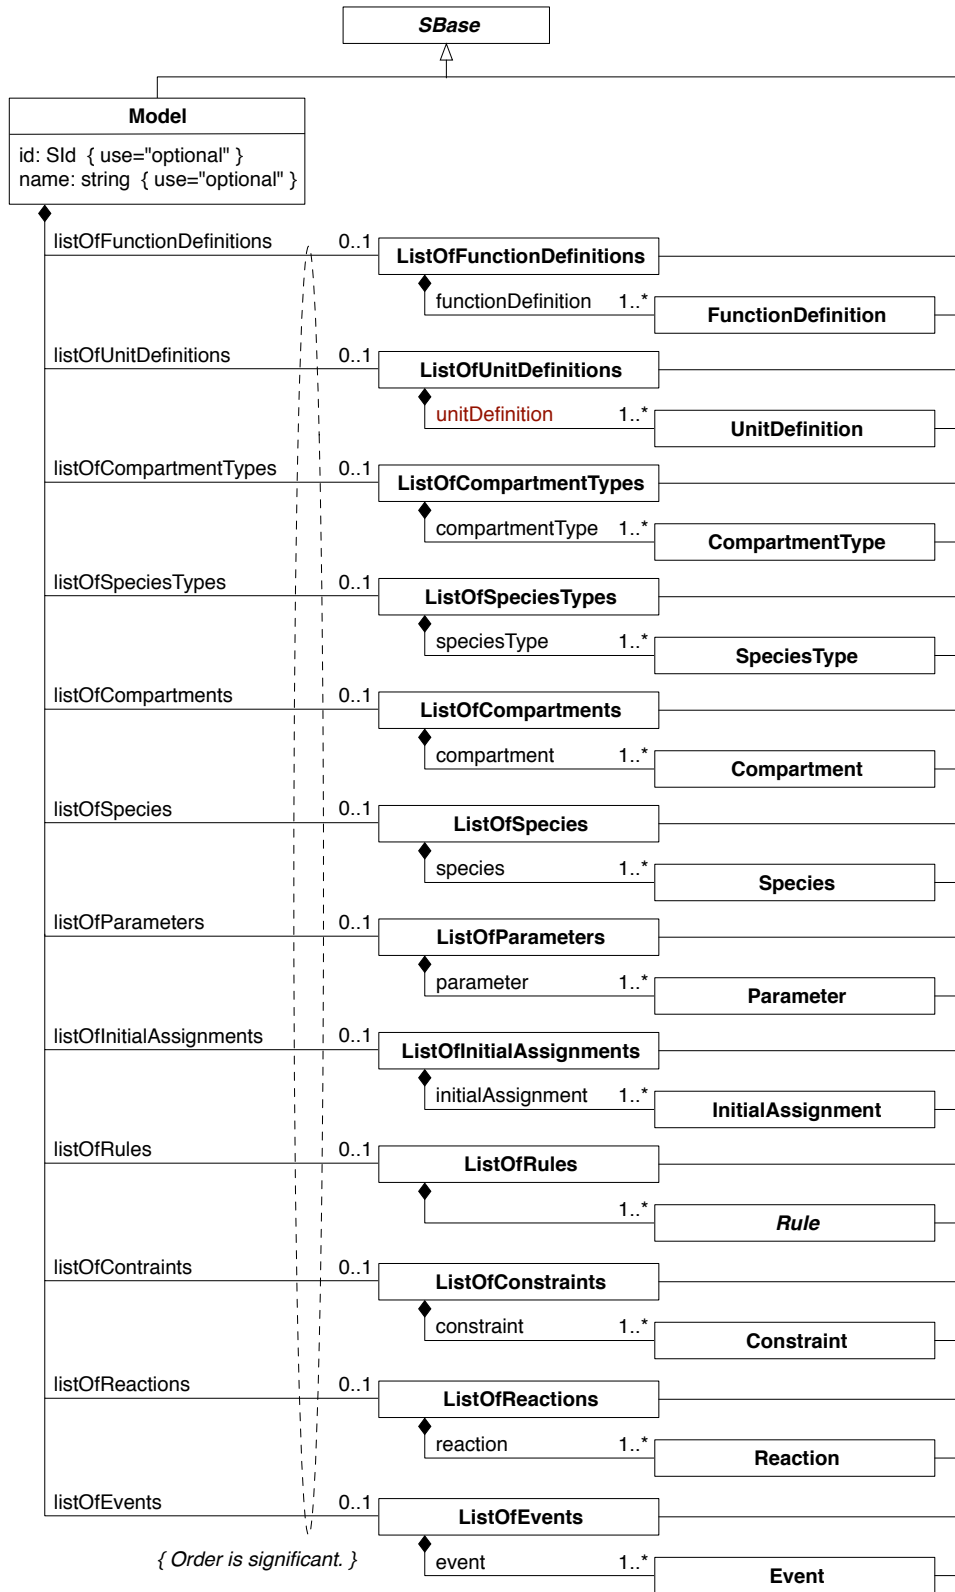 SBase
Model
id: SId { use="optional" }
name: string { use="optional" }
listOfFunctionDefinitions 0..1 ListOfFunctionDefinitions
functionDefinition 1..* FunctionDefinition
listOfUnitDefinitions 0..1 ListOfUnitDefinitions
unitDefinition 1..* UnitDefinition
listOfCompartmentTypes 0..1 ListOfCompartmentTypes
compartmentType 1..* CompartmentType
listOfSpeciesTypes 0..1 ListOfSpeciesTypes
speciesType 1..* SpeciesType
listOfCompartments 0..1 ListOfCompartments
compartment 1..* Compartment
listOfSpecies 0..1 ListOfSpecies
species 1..* Species
listOfParameters 0..1 ListOfParameters
parameter 1..* Parameter
listOfInitialAssignments 0..1 ListOfInitialAssignments
initialAssignment 1..* InitialAssignment
listOfRules 0..1 ListOfRules
1..* Rule
listOfContraints 0..1 ListOfConstraints
constraint 1..* Constraint
listOfReactions 0..1 ListOfReactions
reaction 1..* Reaction
listOfEvents 0..1 ListOfEvents
{ Order is significant. } event 1..* Event